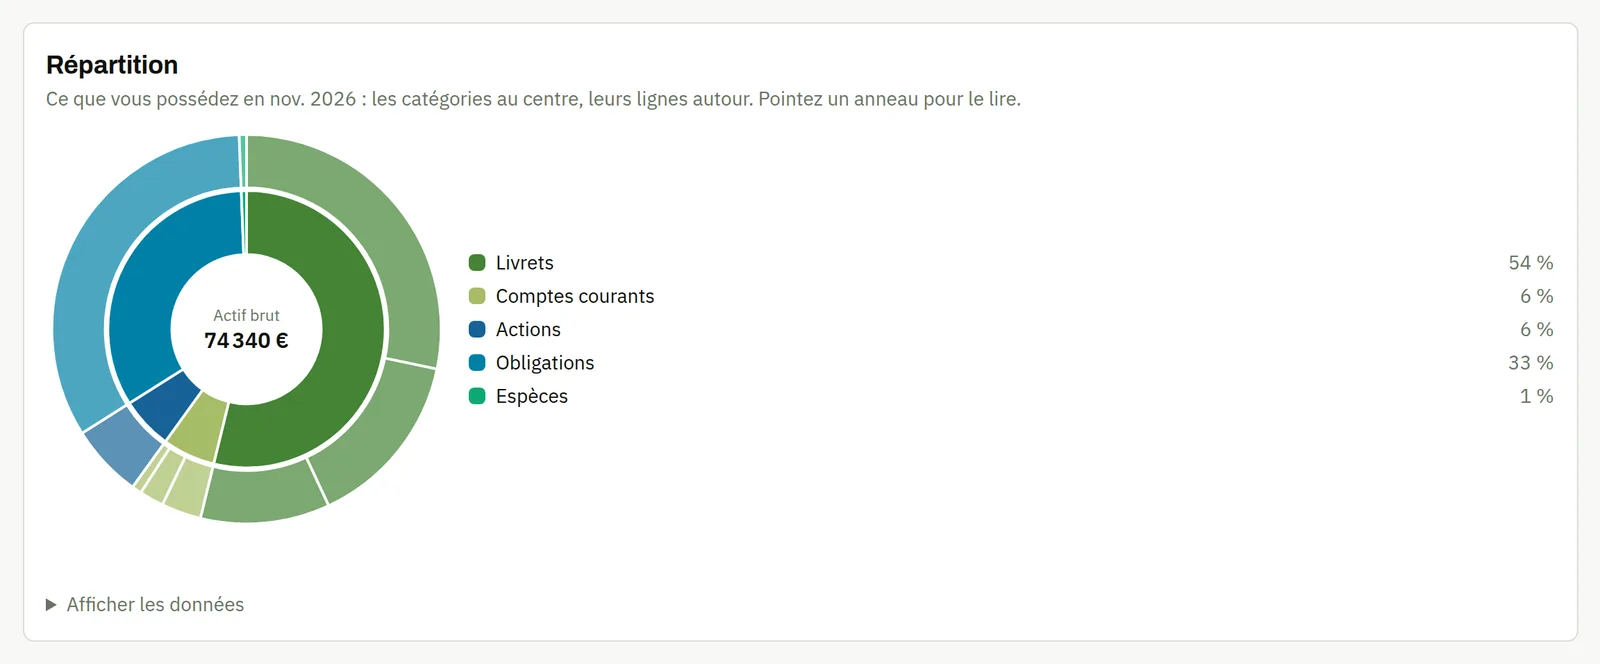 Répartition
Ce que vous possédez en nov. 2026 : les catégories au centre, leurs lignes autour. Pointez un anneau pour le lire.
Actif brut
74 340 €
Livrets 54 %
Comptes courants 6 %
Actions 6 %
Obligations 33 %
Espèces 1 %
Afficher les données